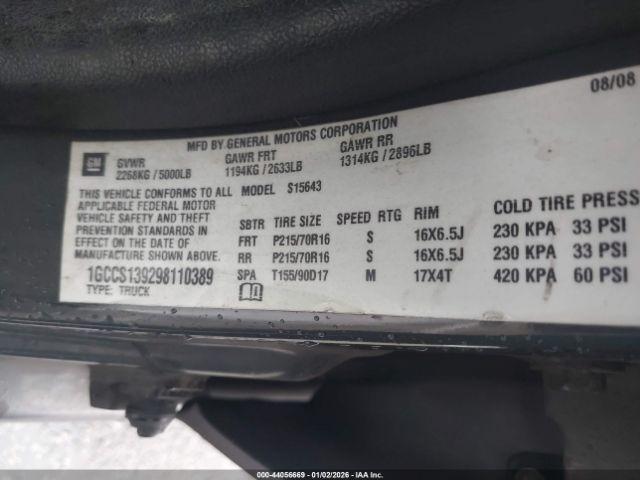 08/08
MFD BY GENERAL MOTORS CORPORATION
GM GVWR GAWR FRT GAWR RR
2268KG / 5000LB 1194KG / 2633LB 1314KG / 2896LB
THIS VEHICLE CONFORMS TO ALL MODEL S15643
APPLICABLE FEDERAL MOTOR
VEHICLE SAFETY AND THEFT
PREVENTION STANDARDS IN
EFFECT ON THE DATE OF
MANUFACTURE SHOWN ABOVE.
1GCCS139298110389
TYPE: TRUCK
SBTR TIRE SIZE SPEED RTG RIM COLD TIRE PRESS
FRT P215/70R16 S 16X6.5J 230 KPA 33 PSI
RR P215/70R16 S 16X6.5J 230 KPA 33 PSI
SPA T155/90D17 M 17X4T 420 KPA 60 PSI
© 000-44056669 - 01/02/2026 - IAAI.COM